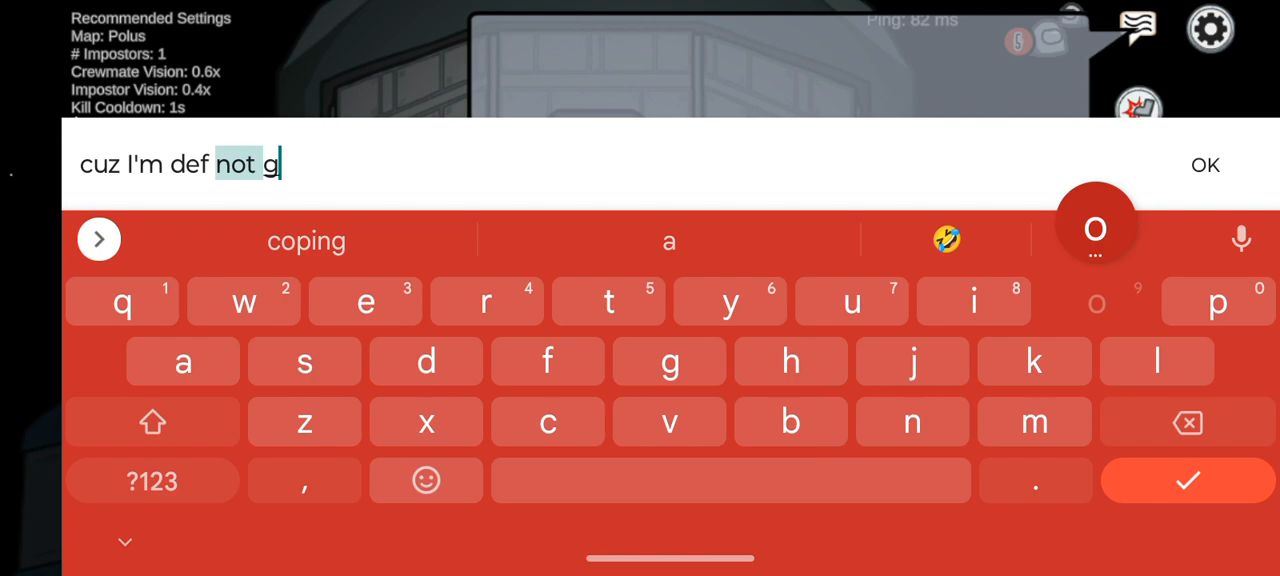 Recommended Settings
Map: Polus
# Impostors: 1
Crewmate Vision: 0.6x
Impostor Vision: 0.4x
Kill Cooldown: 1s
Ping: 82 ms
cuz I'm def not g
OK
coping a
o
...
q 1 w 2 e 3 r 4 t 5 y 6 u 7 i 8 o 9 p 0
a s d f g h j k l
z x c v b n m
?123 , .